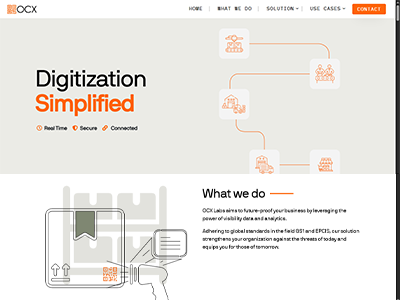 OCX
HOME | WHAT WE DO | SOLUTION | USE CASES | CONTACT
Digitization
Simplified
Real Time Secure Connected
What we do
OCX Labs aims to future-proof your business by leveraging the
power of visibility data and analytics.
Adhering to global standards in the field GS1 and EPCIS, our solution
strengthens your organization against the threats of today and
equips you for those of tomorrow.